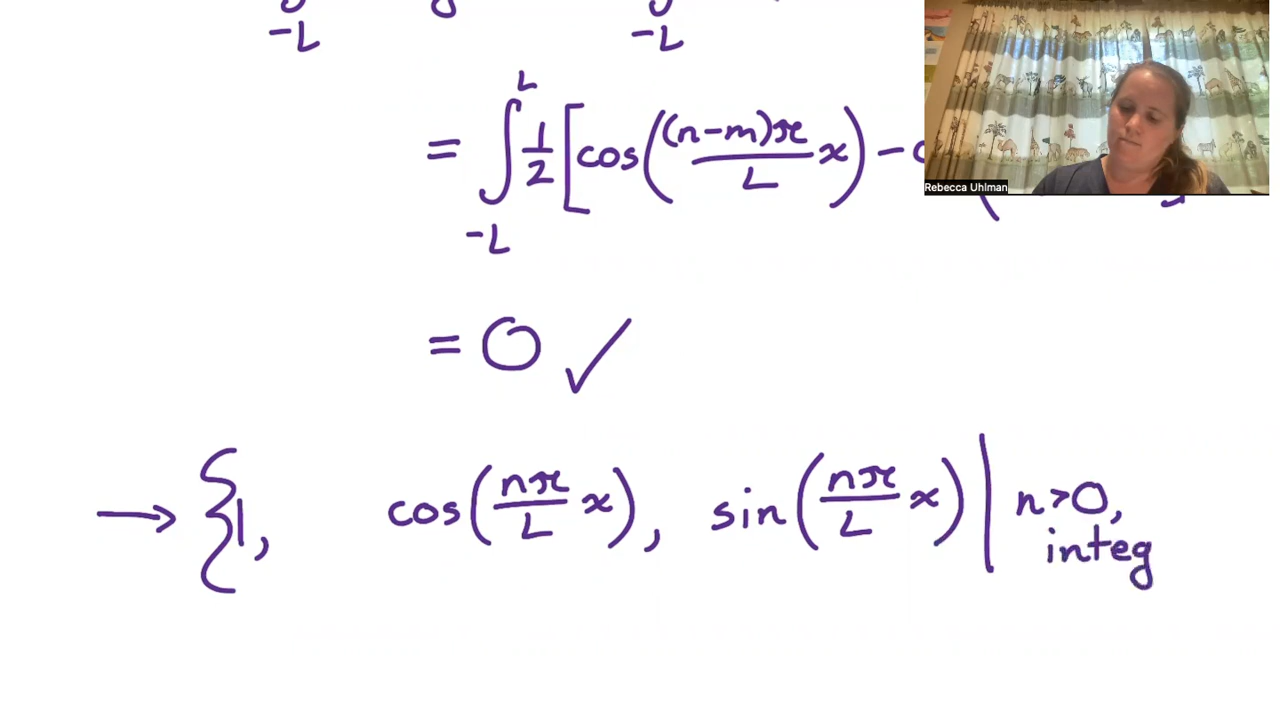 -L -L
= ∫_{-L}^{L} 1/2 [cos((n-m)π/L x) -
= 0 ✓
→ {1, cos(nπ/L x), sin(nπ/L x) | n>0,
integ
Rebecca Uhlman